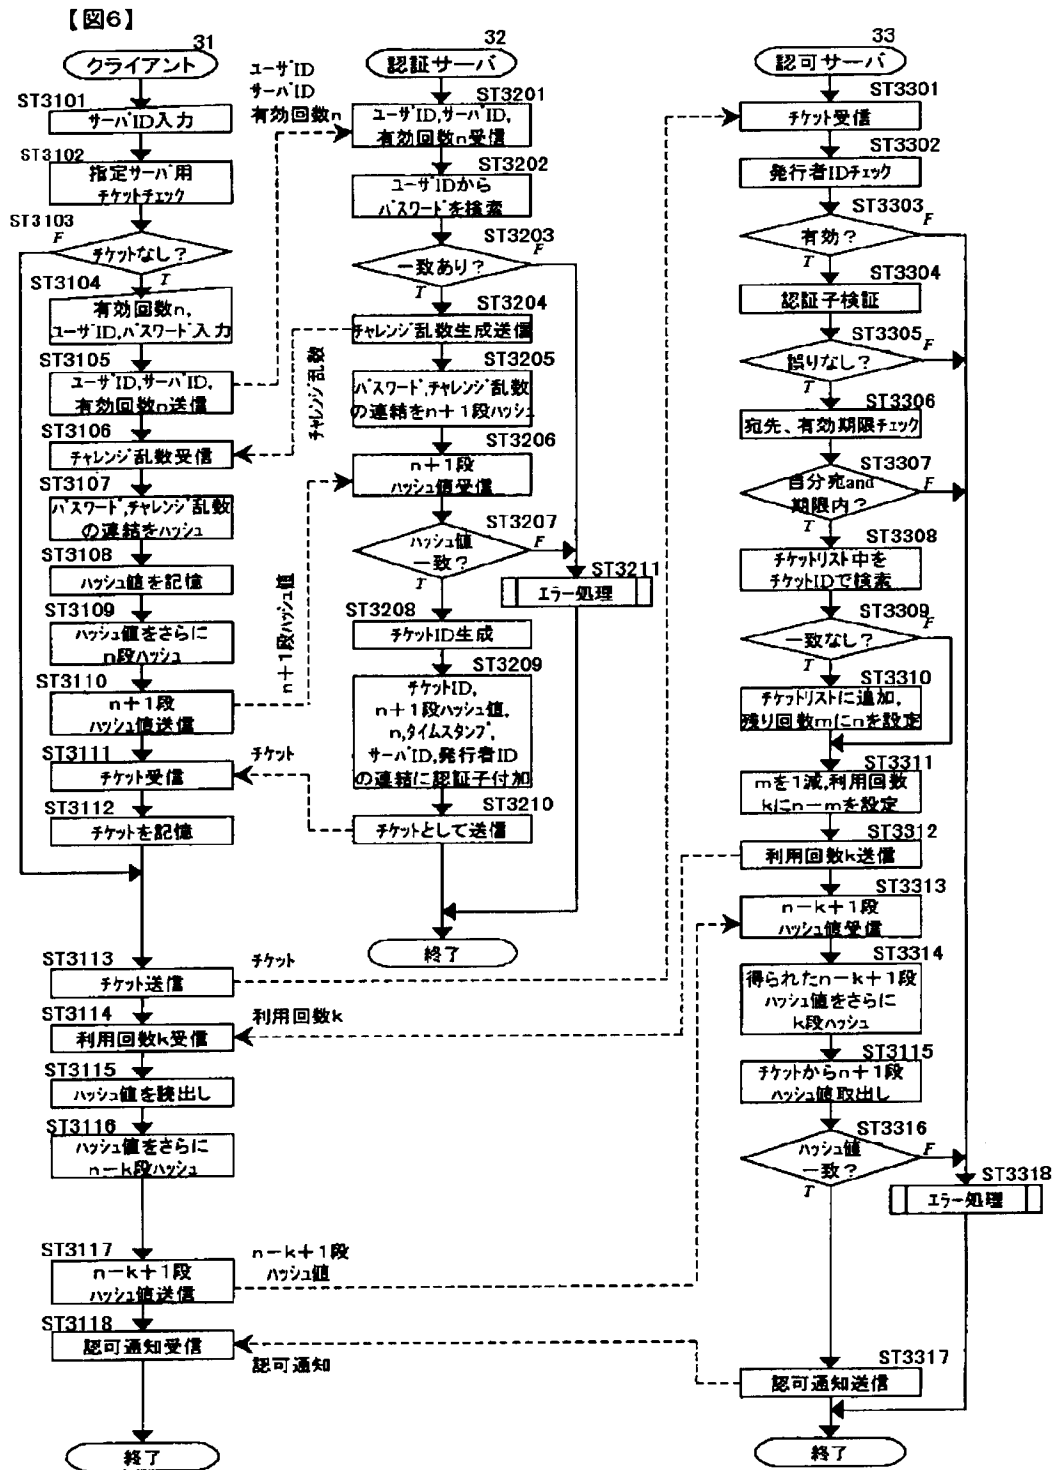 【図6】
31
クライアント
ST3101
サーバID入力
ST3102
指定サーバ用
チケットチェック
ST3103
F
チケットなし?
T
ST3104
有効回数n,
ユーザID,パスワード入力
ST3105
ユーザID,サーバID,
有効回数n送信
ST3106
チャレンジ乱数受信
ST3107
パスワード,チャレンジ乱数
の連結をハッシュ
ST3108
ハッシュ値を記憶
ST3109
ハッシュ値をさらに
n段ハッシュ
ST3110
n+1段
ハッシュ値送信
ST3111
チケット受信
ST3112
チケットを記憶
ST3113
チケット送信
ST3114
利用回数k受信
ST3115
ハッシュ値を読出し
ST3116
ハッシュ値をさらに
n-k段ハッシュ
ST3117
n-k+1段
ハッシュ値送信
ST3118
認可通知受信
終了
ユーザID
サーバID
有効回数n
チャレンジ乱数
n+1段ハッシュ値
チケット
チケット
利用回数k
n-k+1段
ハッシュ値
認可通知
32
認証サーバ
ST3201
ユーザID,サーバID,
有効回数n受信
ST3202
ユーザIDから
パスワードを検索
ST3203
一致あり?
F
T
ST3204
チャレンジ乱数生成送信
ST3205
パスワード,チャレンジ乱数
の連結をn+1段ハッシュ
ST3206
n+1段
ハッシュ値受信
ST3207
ハッシュ値
一致?
F
T
ST3211
エラー処理
ST3208
チケットID生成
ST3209
チケットID,
n+1段ハッシュ値,
n,タイムスタンプ,
サーバID,発行者ID
の連結に認証子付加
ST3210
チケットとして送信
終了
33
認可サーバ
ST3301
チケット受信
ST3302
発行者IDチェック
ST3303
有効?
F
T
ST3304
認証子検証
ST3305
誤りなし?
F
T
ST3306
宛先、有効期限チェック
ST3307
自分宛and
期限内?
F
T
ST3308
チケットリスト中を
チケットIDで検索
ST3309
一致なし?
F
T
ST3310
チケットリストに追加,
残り回数mにnを設定
ST3311
mを1減,利用回数
kにn-mを設定
ST3312
利用回数k送信
ST3313
n-k+1段
ハッシュ値受信
ST3314
得られたn-k+1段
ハッシュ値をさらに
k段ハッシュ
ST3115
チケットからn+1段
ハッシュ値取出し
ST3316
ハッシュ値
一致?
F
T
ST3318
エラー処理
ST3317
認可通知送信
終了